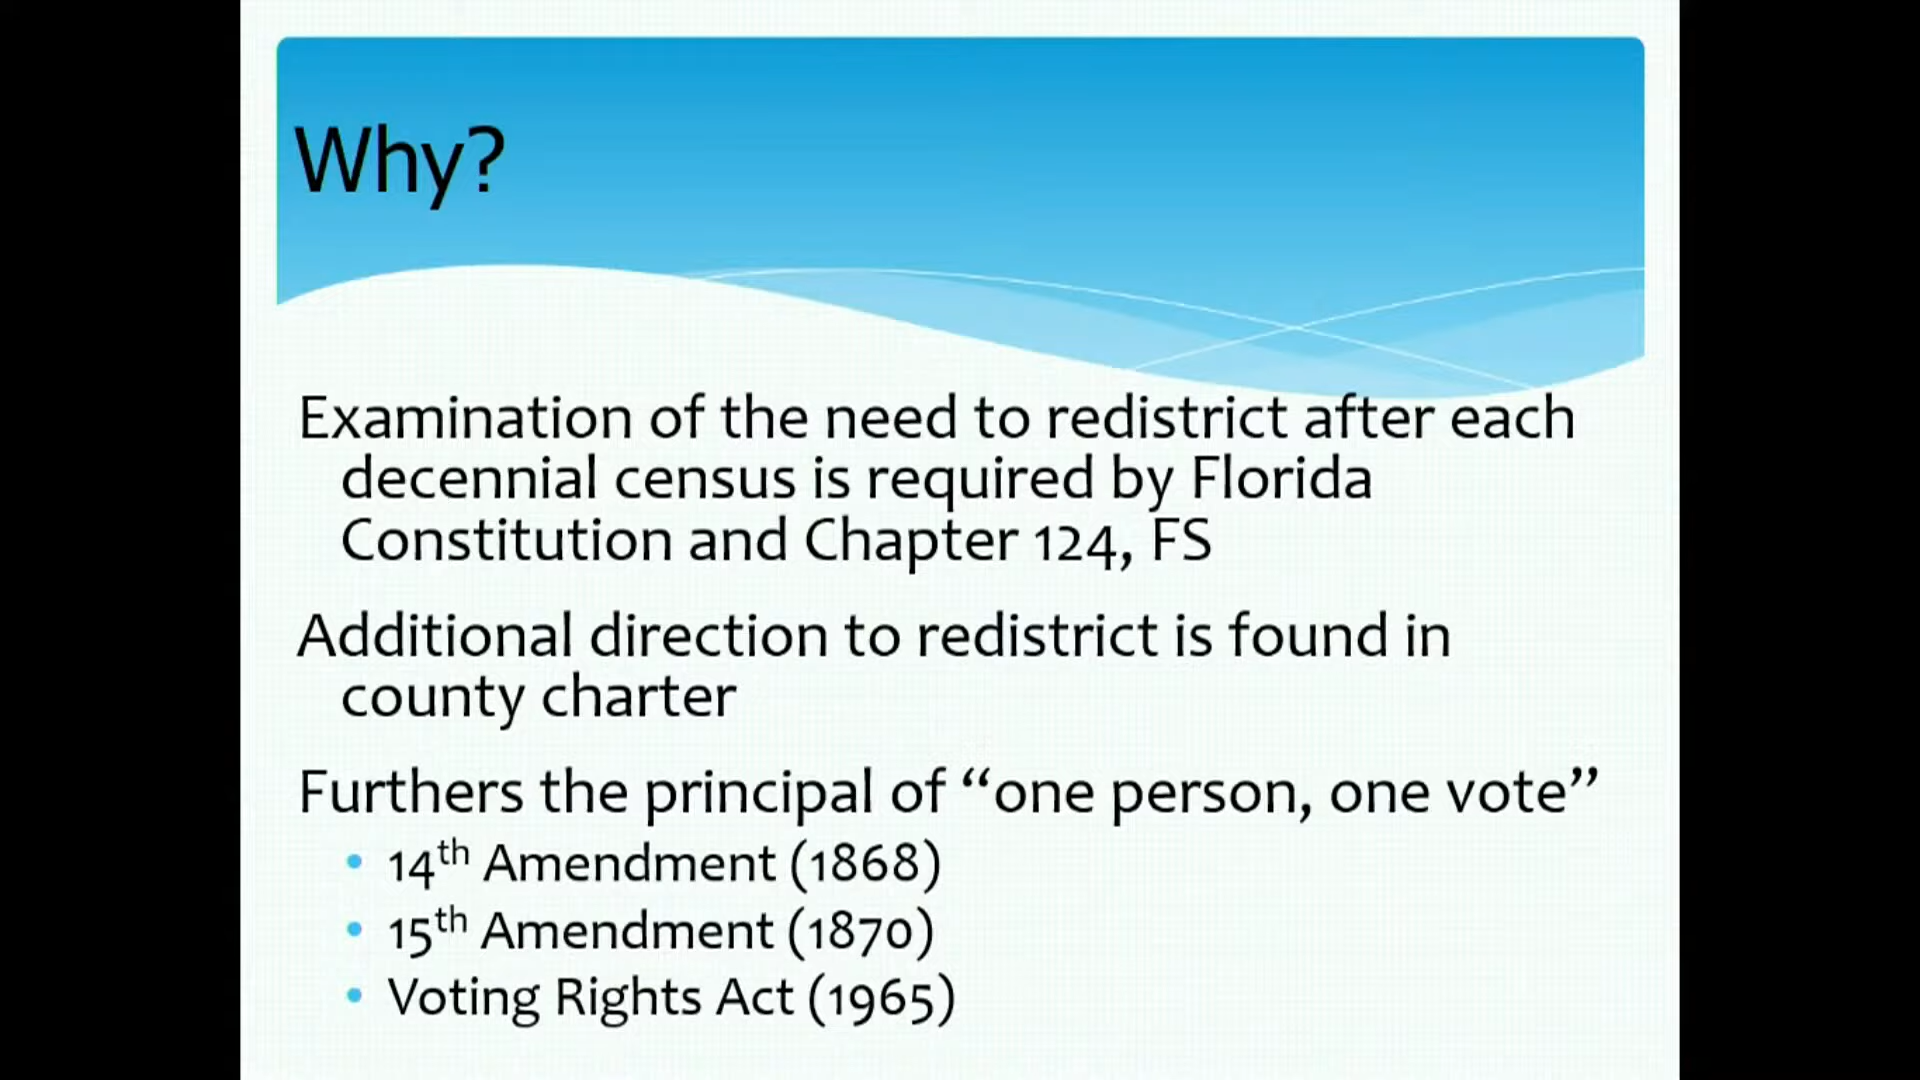 Why?
Examination of the need to redistrict after each
decennial census is required by Florida
Constitution and Chapter 124, FS
Additional direction to redistrict is found in
county charter
Furthers the principal of “one person, one vote”
• 14th Amendment (1868)
• 15th Amendment (1870)
• Voting Rights Act (1965)